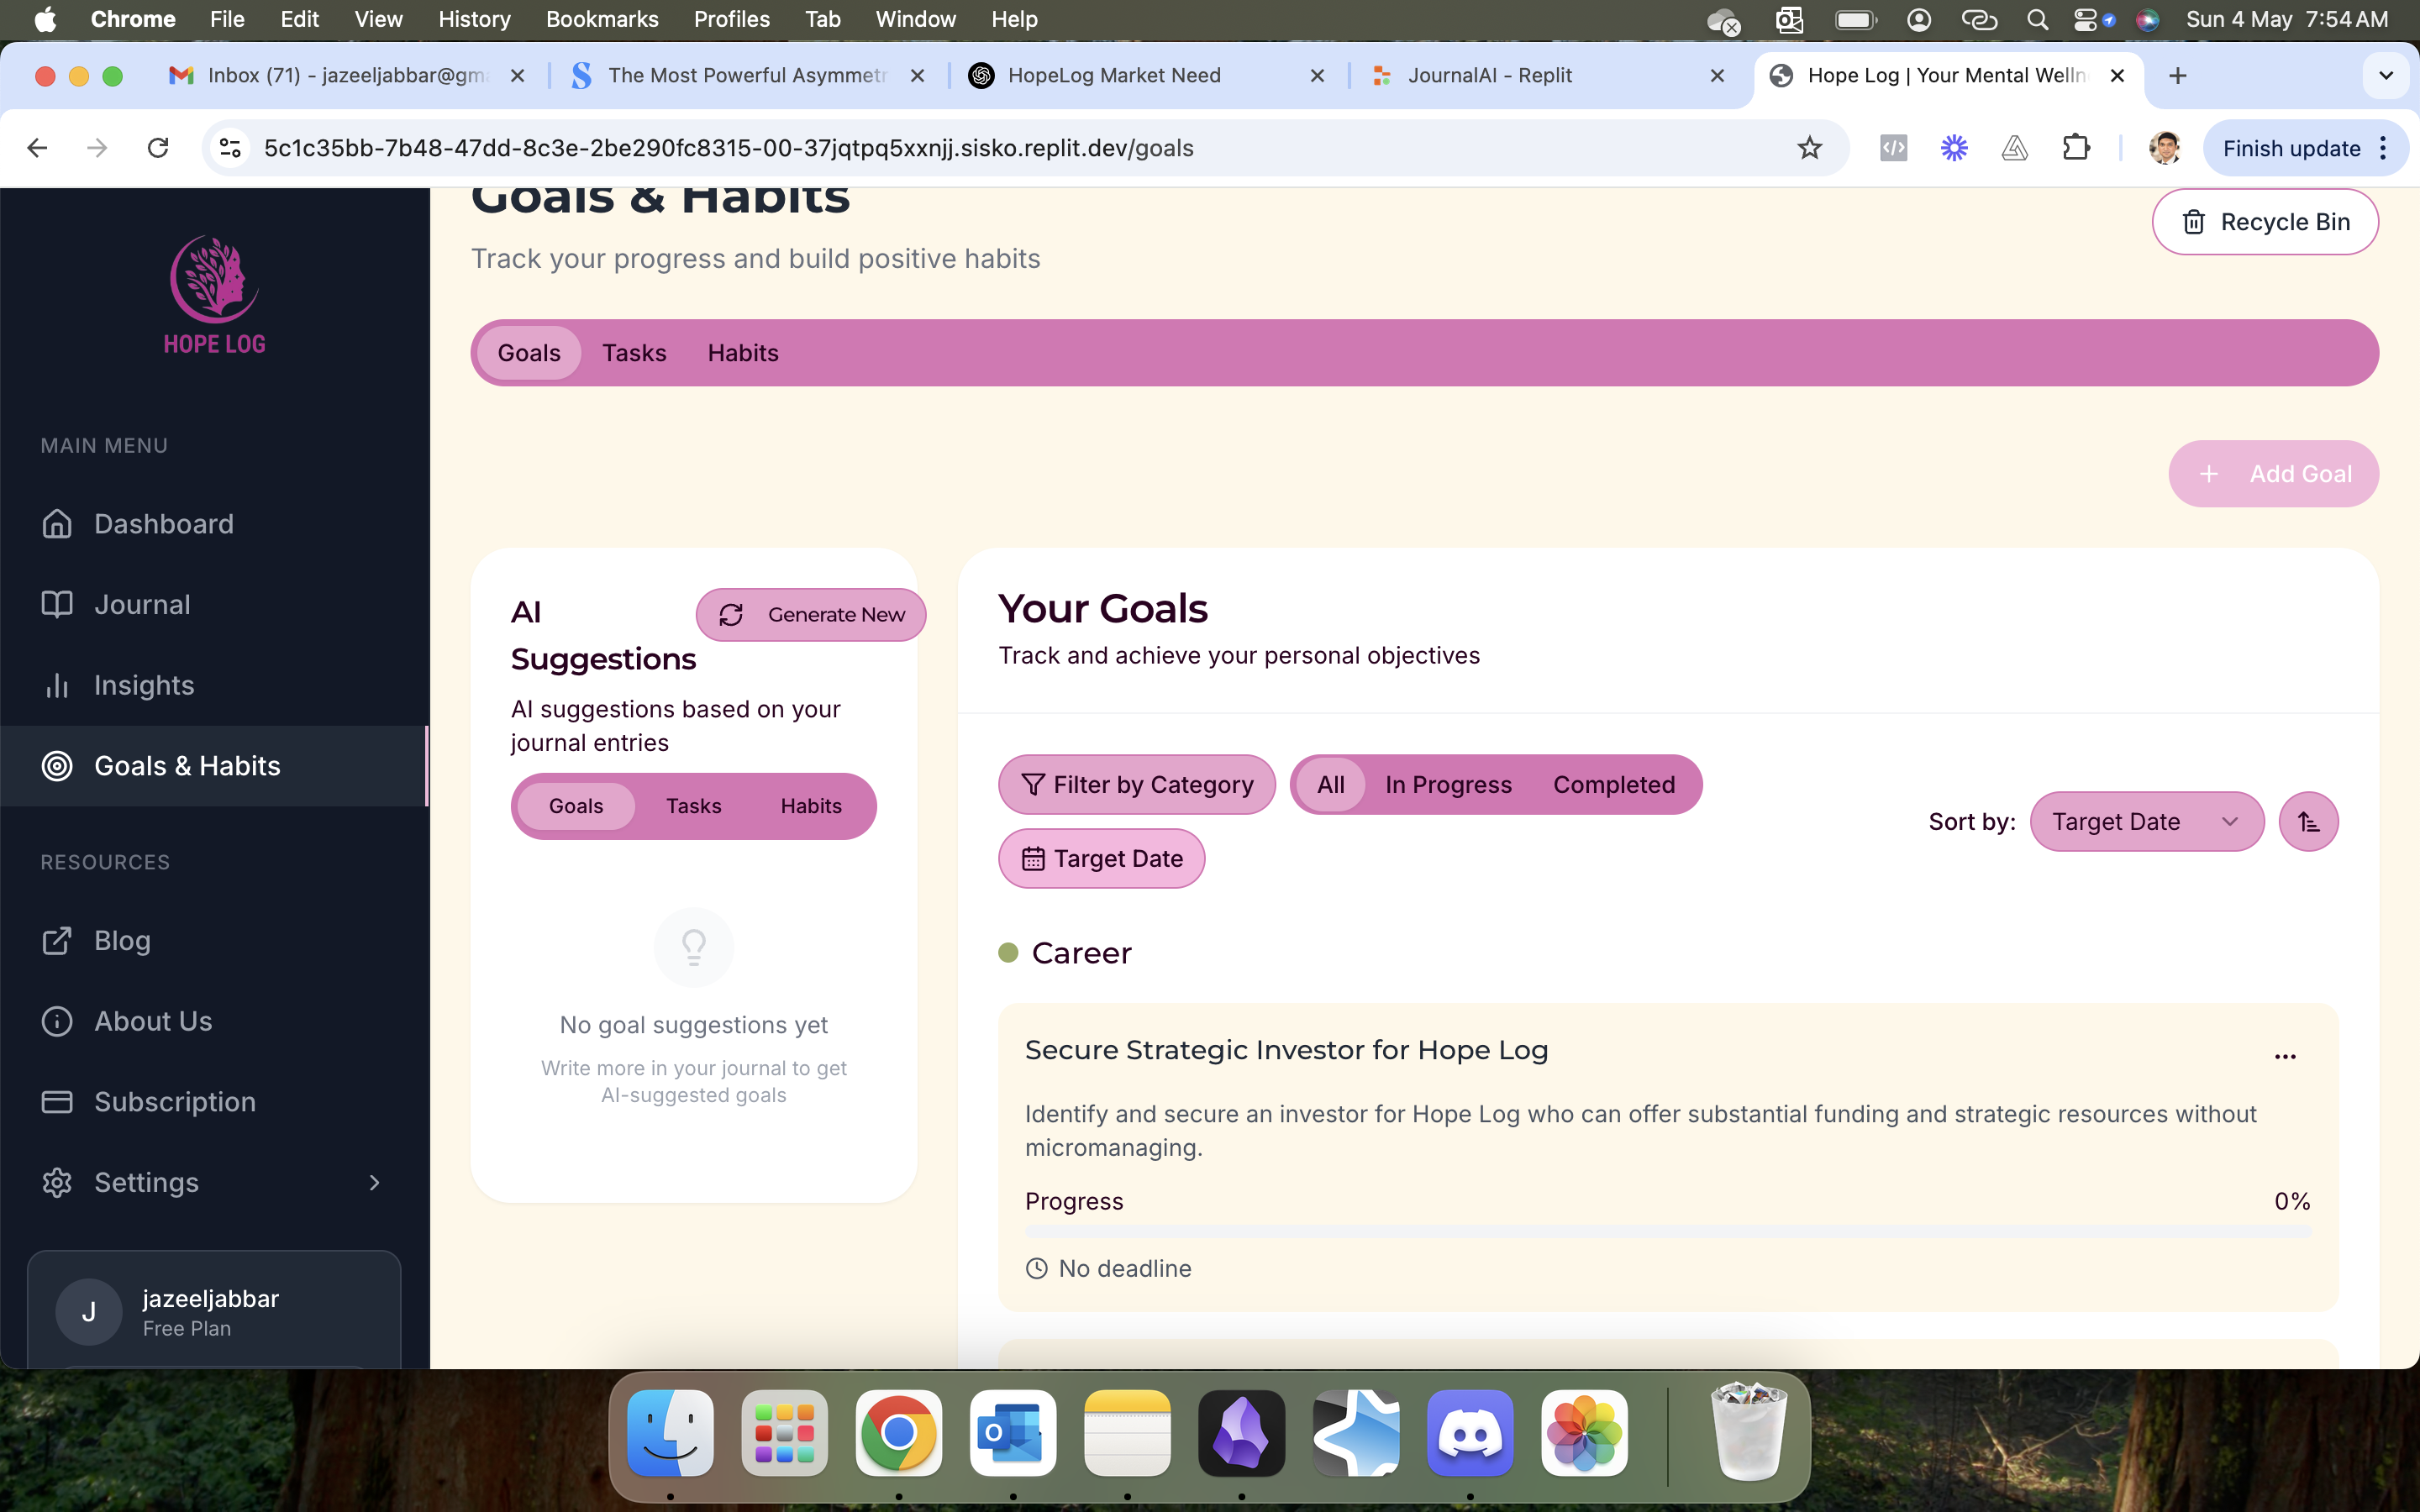 Chrome File Edit View History Bookmarks Profiles Tab Window Help Sun 4 May 7:54 AM
Inbox (71) - jazeeljabbar@gma
The Most Powerful Asymmetr
HopeLog Market Need
JournalAI - Replit
Hope Log | Your Mental Welln
5c1c35bb-7b48-47dd-8c3e-2be290fc8315-00-37jqtpq5xxnjj.sisko.replit.dev/goals
Finish update
HOPE LOG
MAIN MENU
Dashboard
Journal
Insights
Goals & Habits
RESOURCES
Blog
About Us
Subscription
Settings
J
jazeeljabbar
Free Plan
Goals & Habits
Track your progress and build positive habits
Recycle Bin
Goals Tasks Habits
+ Add Goal
AI
Suggestions
Generate New
AI suggestions based on your
journal entries
Goals Tasks Habits
No goal suggestions yet
Write more in your journal to get
AI-suggested goals
Your Goals
Track and achieve your personal objectives
Filter by Category
All In Progress Completed
Target Date
Sort by: Target Date
Career
Secure Strategic Investor for Hope Log
...
Identify and secure an investor for Hope Log who can offer substantial funding and strategic resources without
micromanaging.
Progress 0%
No deadline